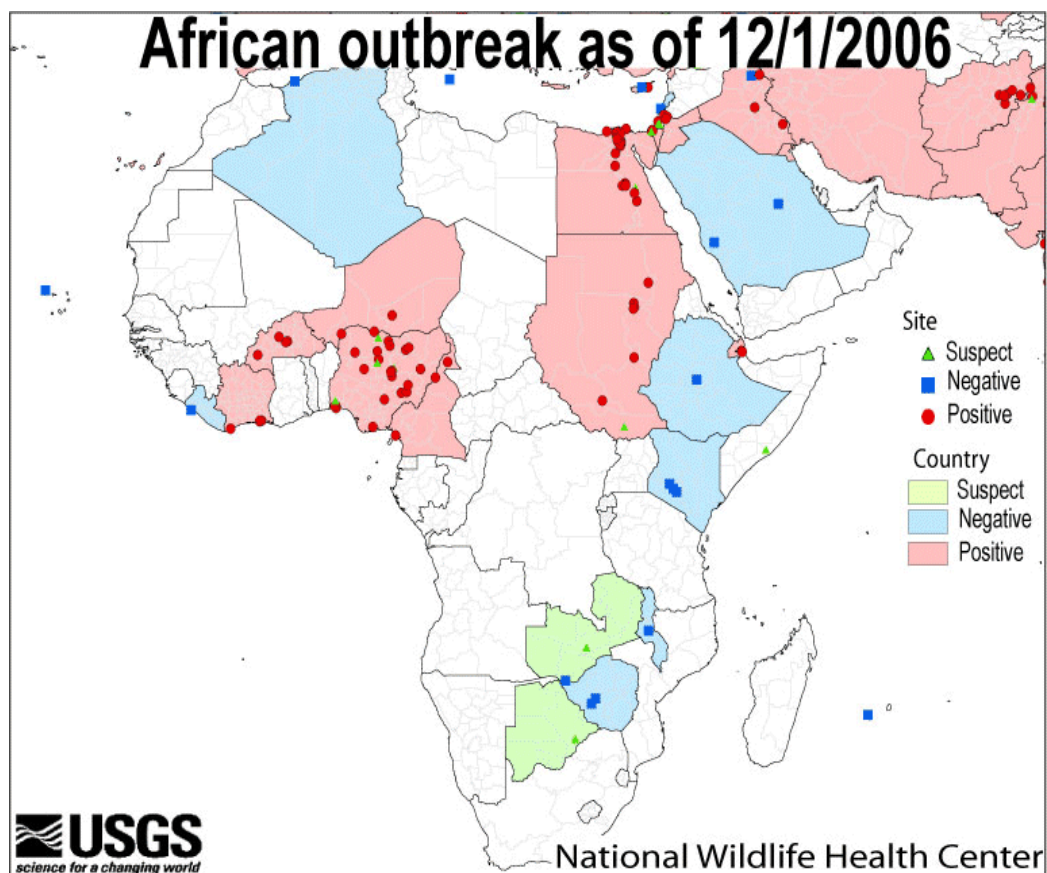 African outbreak as of 12/1/2006
Site
Suspect
Negative
Positive
Country
Suspect
Negative
Positive
USGS
science for a changing world
National Wildlife Health Center